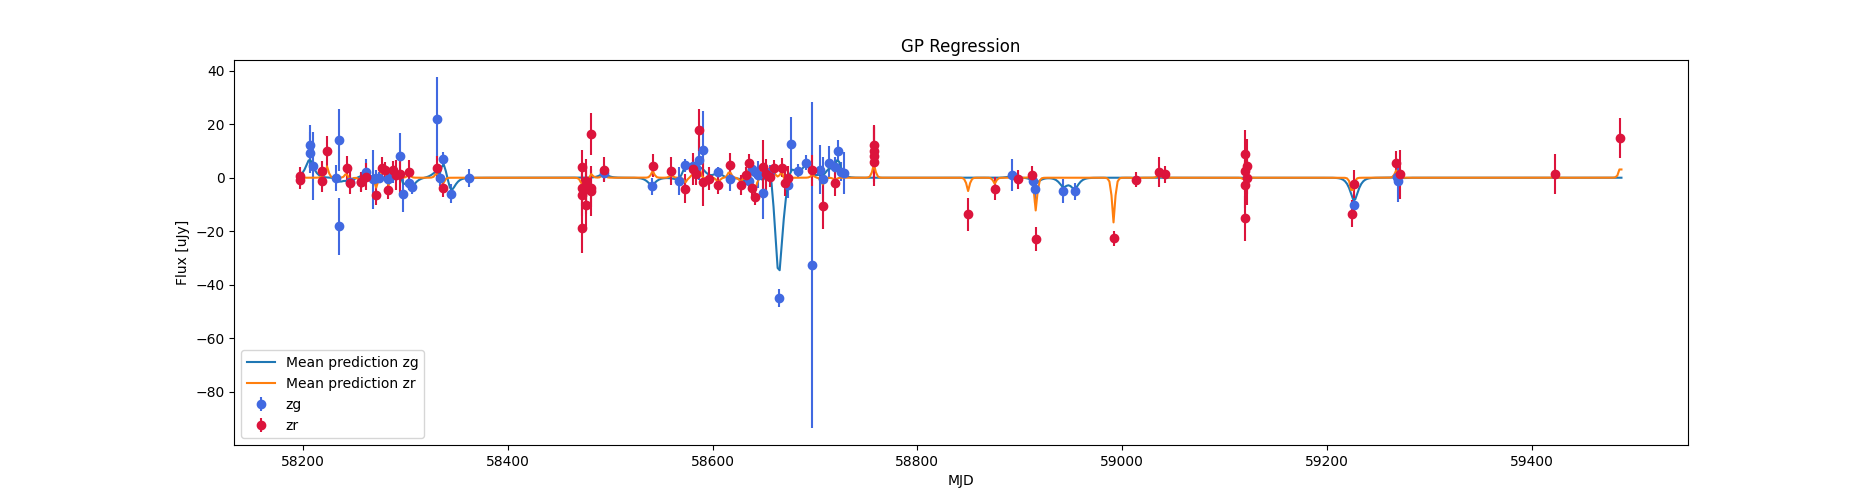 GP Regression
Flux [uJy]
40
20
0
−20
−40
−60
−80
Mean prediction zg
Mean prediction zr
zg
zr
58200
58400
58600
58800
59000
59200
59400
MJD